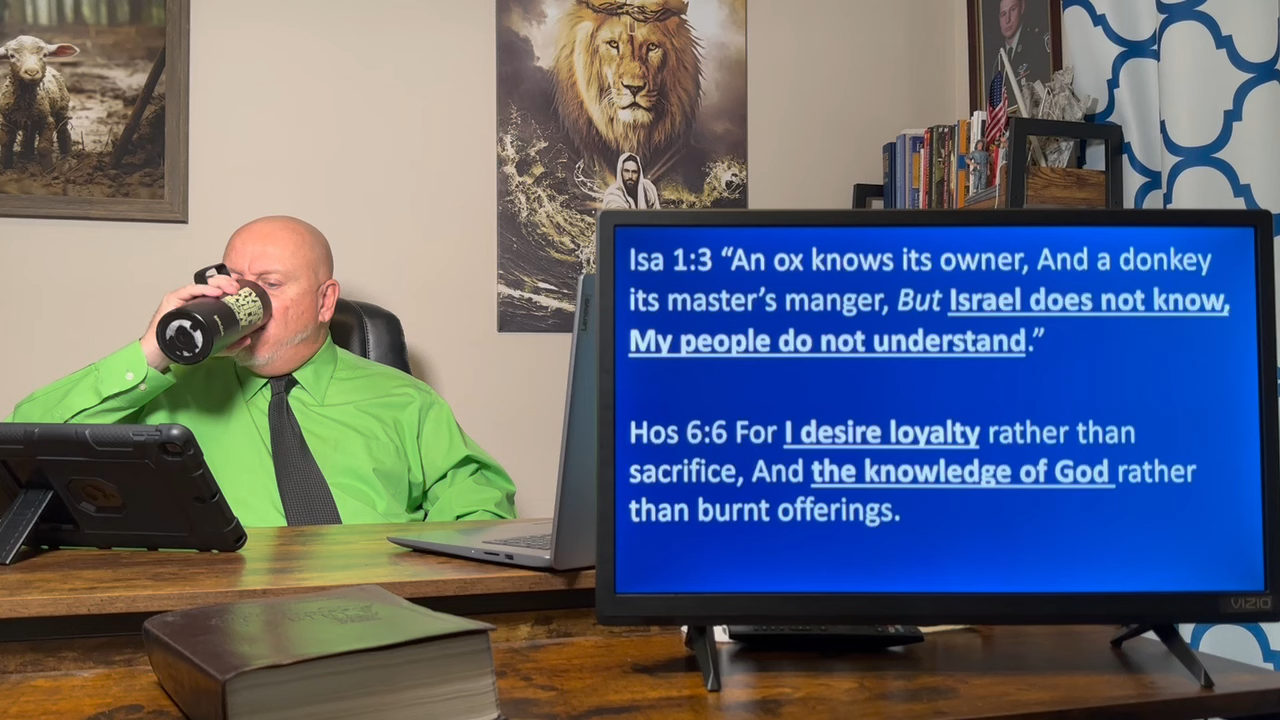 Isa 1:3 “An ox knows its owner, And a donkey
its master’s manger, But Israel does not know,
My people do not understand.”
Hos 6:6 For I desire loyalty rather than
sacrifice, And the knowledge of God rather
than burnt offerings.
VIZIO
Lenovo